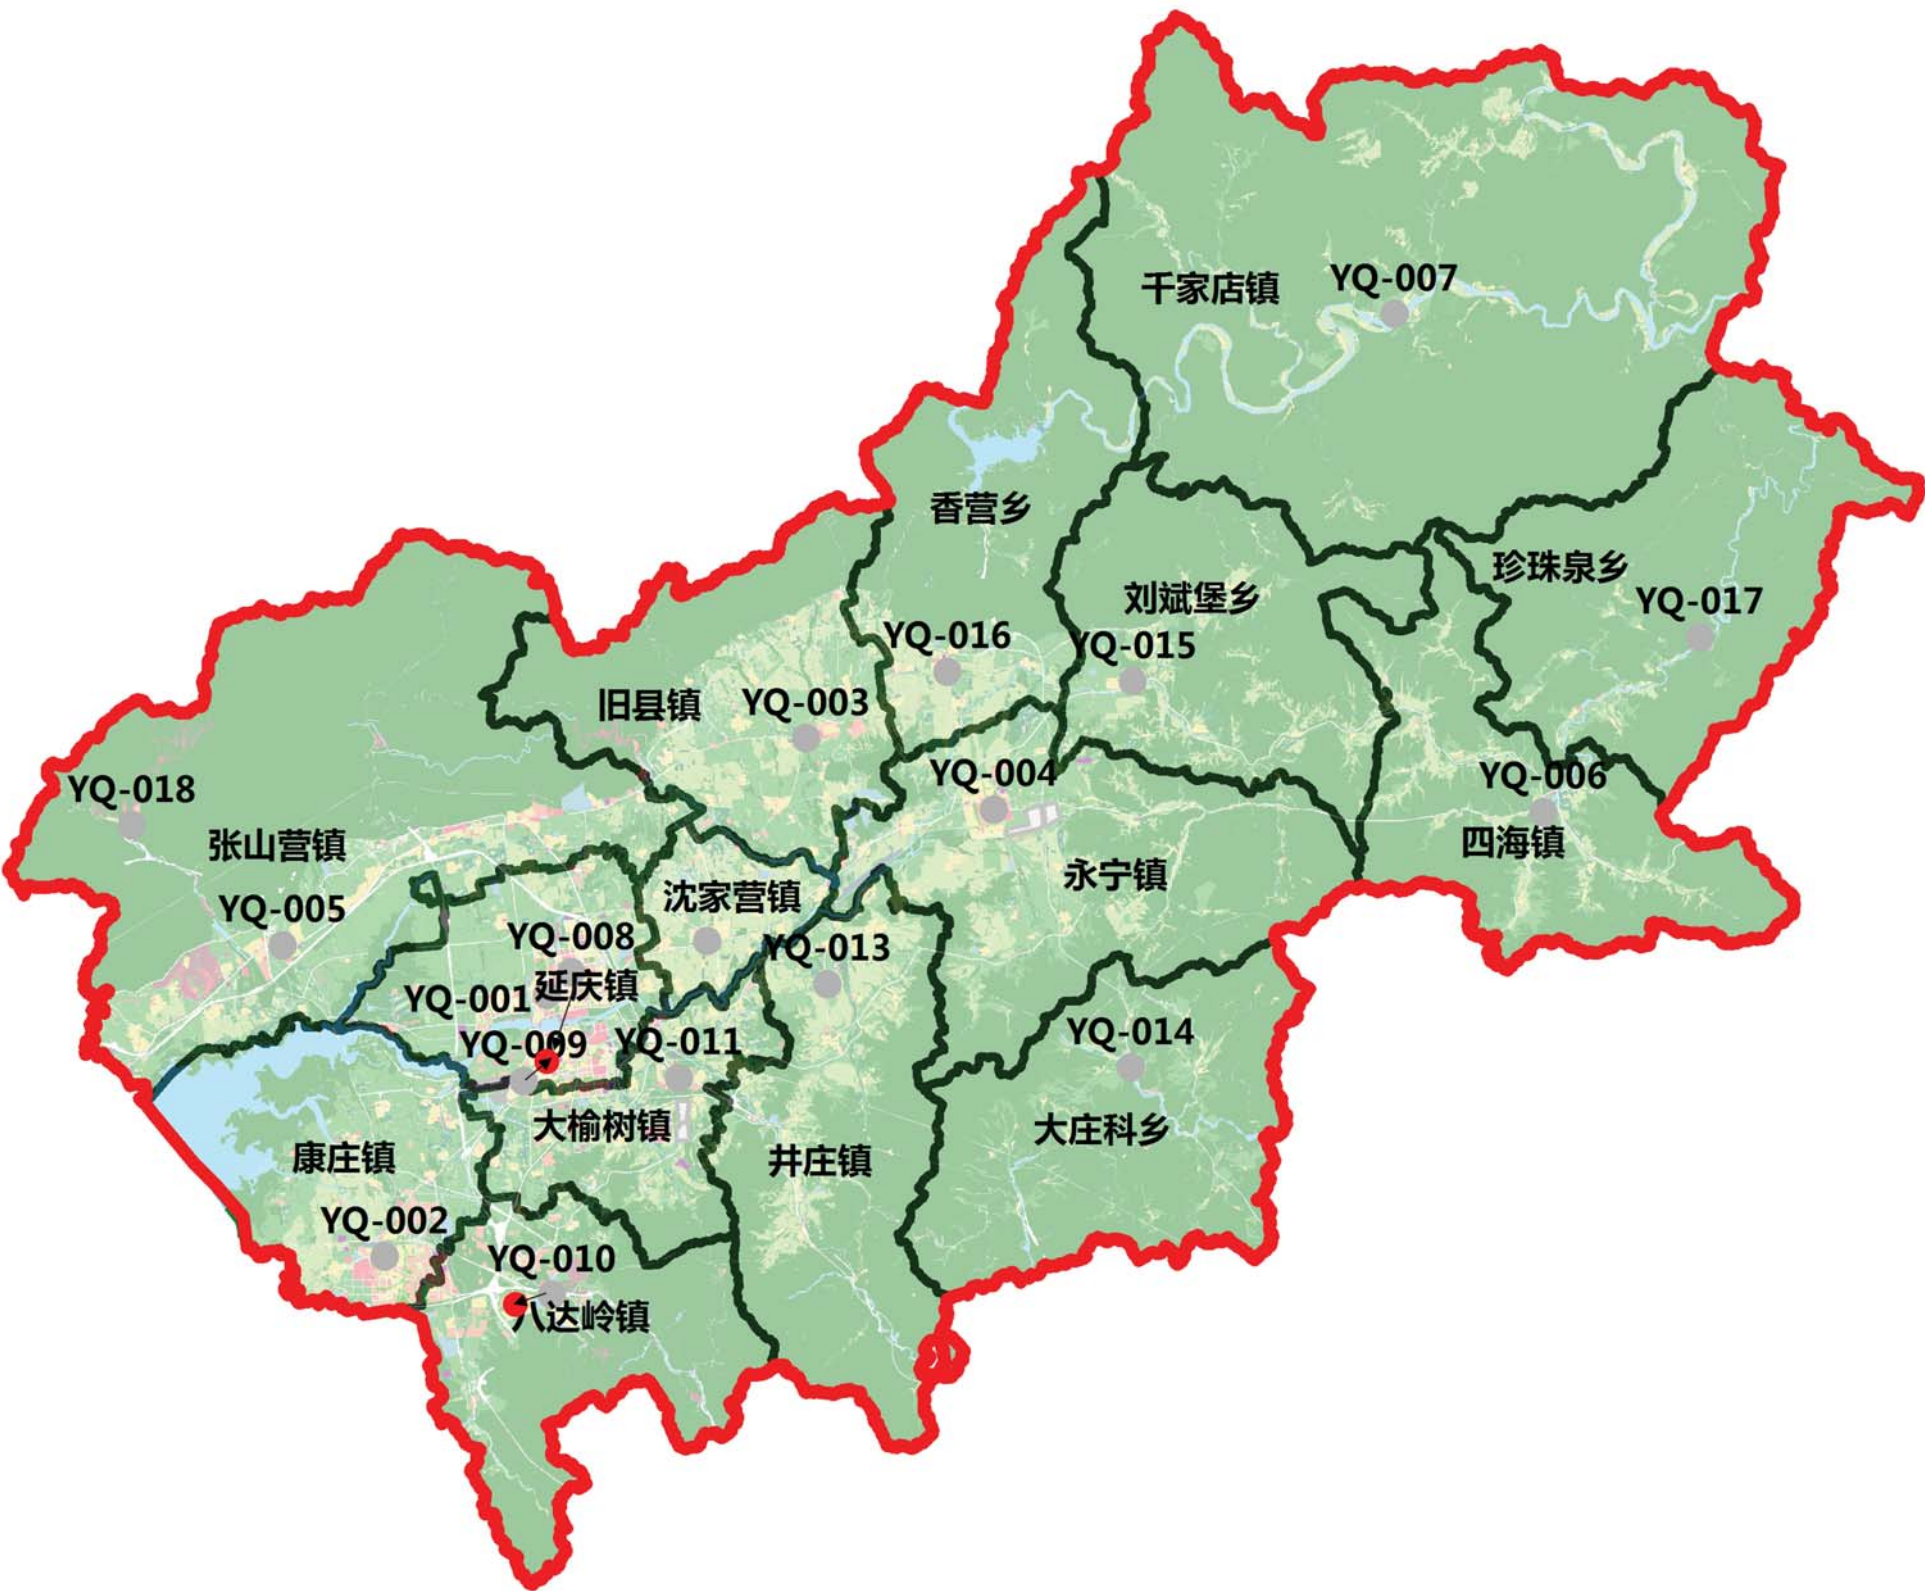 千家店镇
YQ-007
香营乡
珍珠泉乡
刘斌堡乡
YQ-017
YQ-016
YQ-015
旧县镇
YQ-003
YQ-004
YQ-006
YQ-018
张山营镇
四海镇
永宁镇
沈家营镇
YQ-005
YQ-008
YQ-013
延庆镇
YQ-001
YQ-009
YQ-011
YQ-014
大榆树镇
大庄科乡
康庄镇
井庄镇
YQ-002
YQ-010
八达岭镇